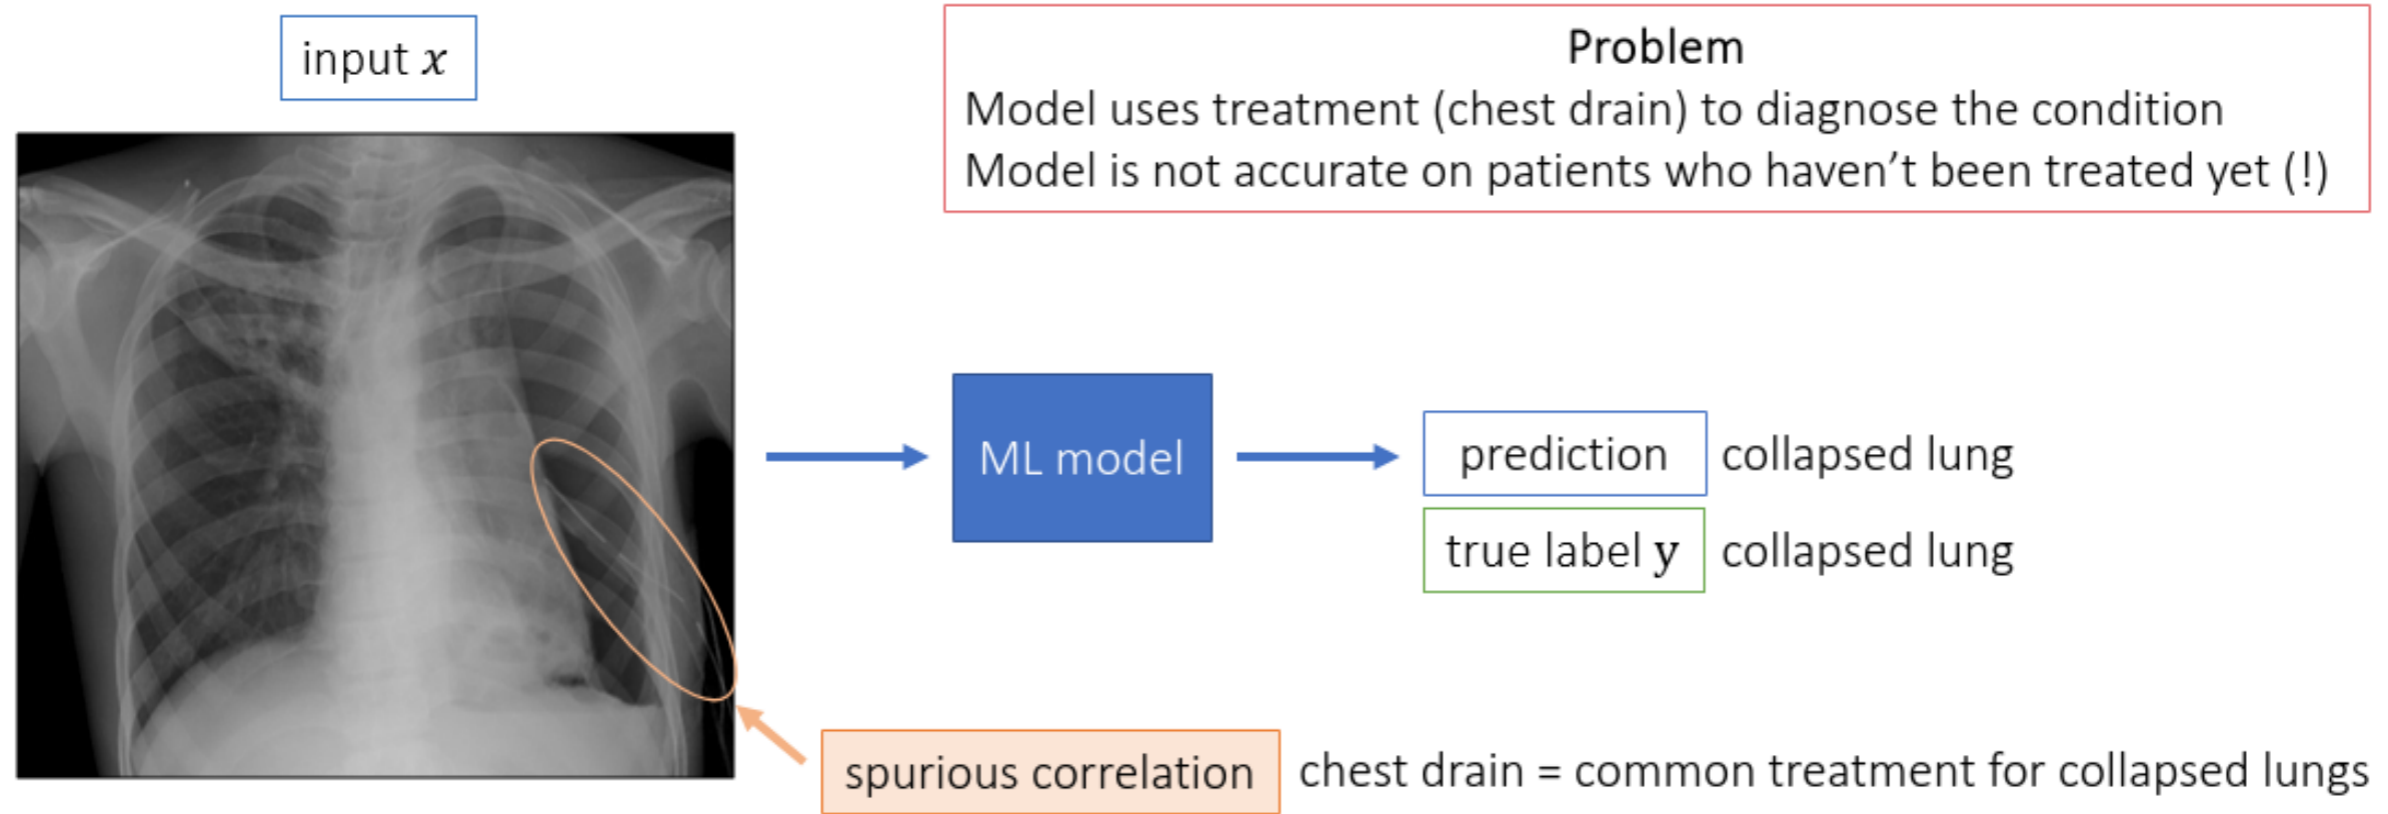 input x
Problem
Model uses treatment (chest drain) to diagnose the condition
Model is not accurate on patients who haven’t been treated yet (!)
ML model
prediction collapsed lung
true label y collapsed lung
spurious correlation chest drain = common treatment for collapsed lungs